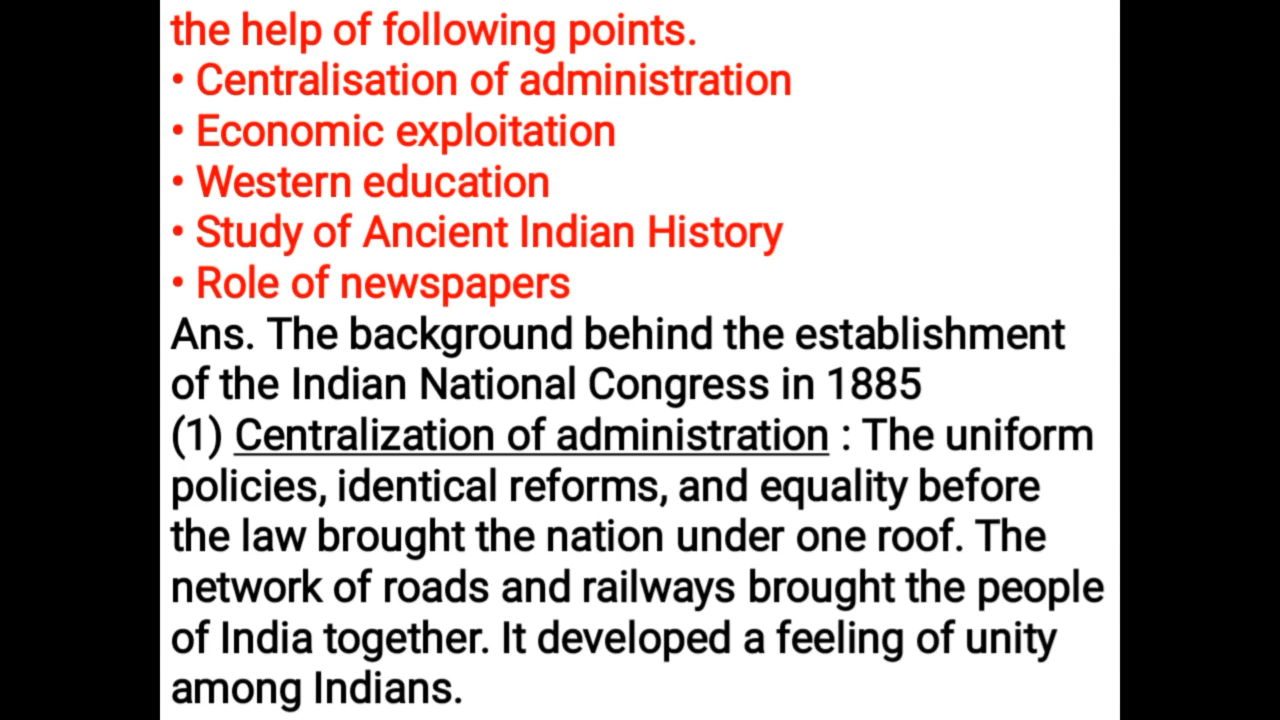 the help of following points.
• Centralisation of administration
• Economic exploitation
• Western education
• Study of Ancient Indian History
• Role of newspapers
Ans. The background behind the establishment
of the Indian National Congress in 1885
(1) Centralization of administration : The uniform
policies, identical reforms, and equality before
the law brought the nation under one roof. The
network of roads and railways brought the people
of India together. It developed a feeling of unity
among Indians.